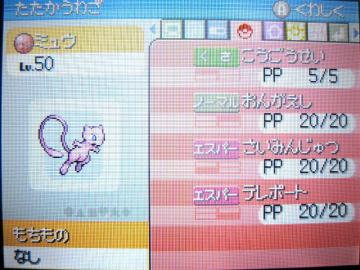 たたかうわざ
Ⓐくわしく
ミュウ
Lv.50
くさ こうごうせい
PP 5/5
ノーマル おんがえし
PP 20/20
エスパー さいみんじゅつ
PP 20/20
エスパー テレポート
PP 20/20
もちもの
なし